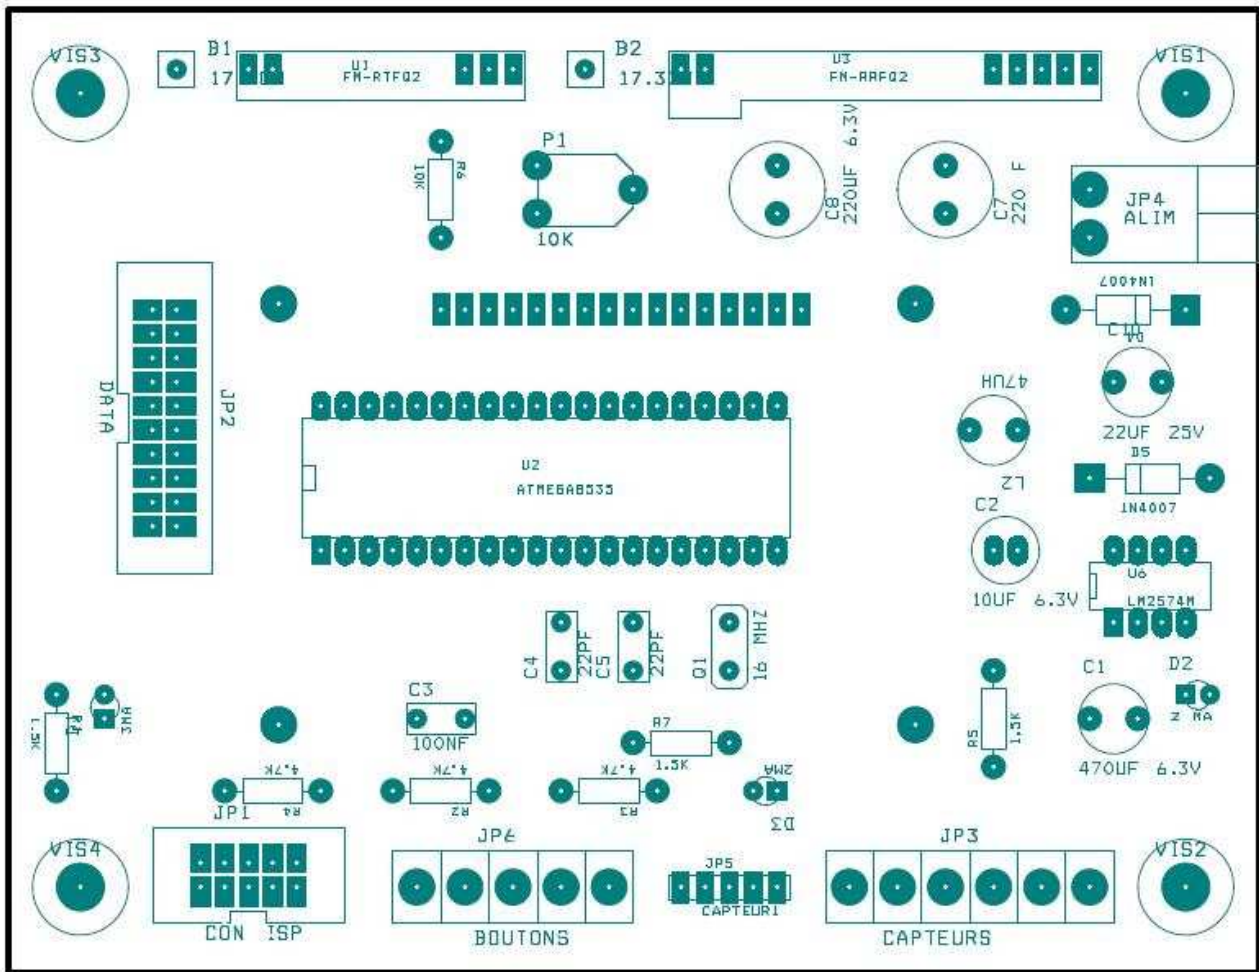 VIS3
B1
U1
FM-RTFQ2
B2
17.3
U3
FM-RRFQ2
VIS1
R6
10K
P1
10K
C8
220UF 6.3V
C7
220 F
JP4
ALIM
1N4007
D4
C10
22UF 25V
DATA
JP2
47UH
L2
U2
ATMEGA8535
D5
1N4007
C2
10UF 6.3V
U6
LM2574M
C4
22PF
C5
22PF
Q1
16 MHZ
C1
470UF 6.3V
D2
2 MA
R5
1.5K
1.5K
3MA
C3
100NF
R7
1.5K
4.7K
R4
4.7K
R2
4.7K
R3
2MA
D3
JP1
CON ISP
JP6
BOUTONS
JP5
CAPTEUR1
JP3
CAPTEURS
VIS4
VIS2